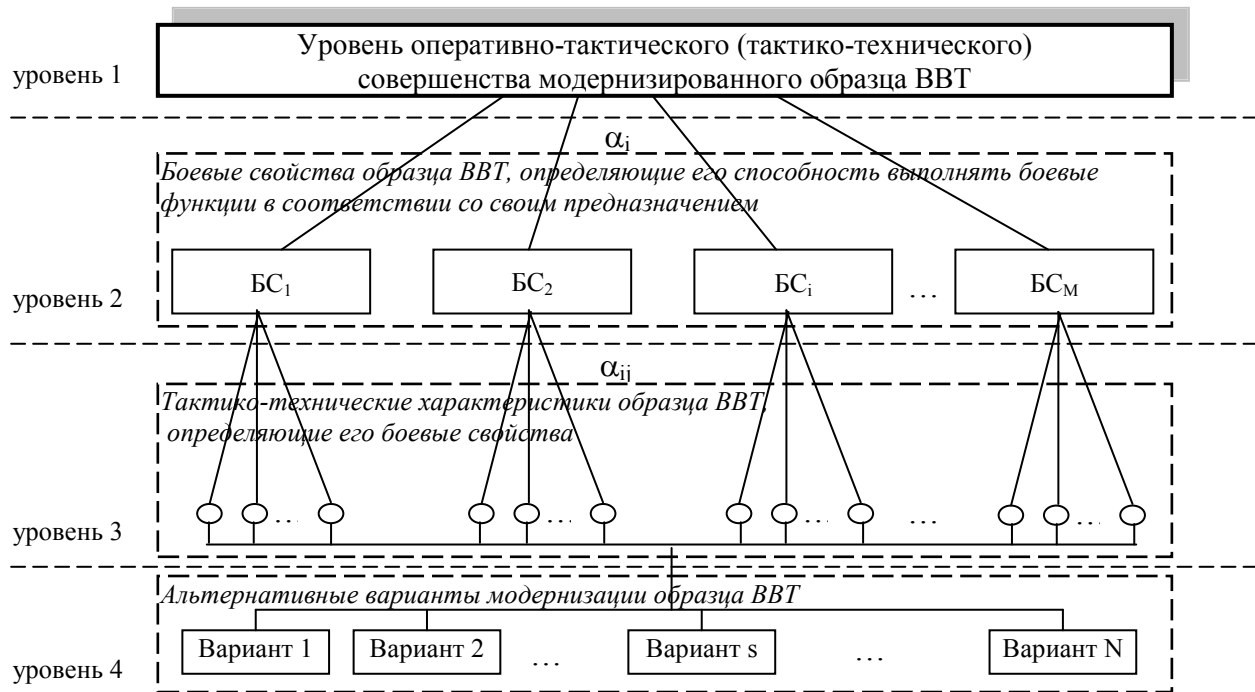 Уровень оперативно-тактического (тактико-технического)
совершенства модернизированного образца ВВТ
уровень 1
αi
Боевые свойства образца ВВТ, определяющие его способность выполнять боевые
функции в соответствии со своим предназначением
БС1 БС2 БСi … БСM
уровень 2
αij
Тактико-технические характеристики образца ВВТ,
определяющие его боевые свойства
… … … … …
уровень 3
Альтернативные варианты модернизации образца ВВТ
Вариант 1 Вариант 2 … Вариант s … Вариант N
уровень 4